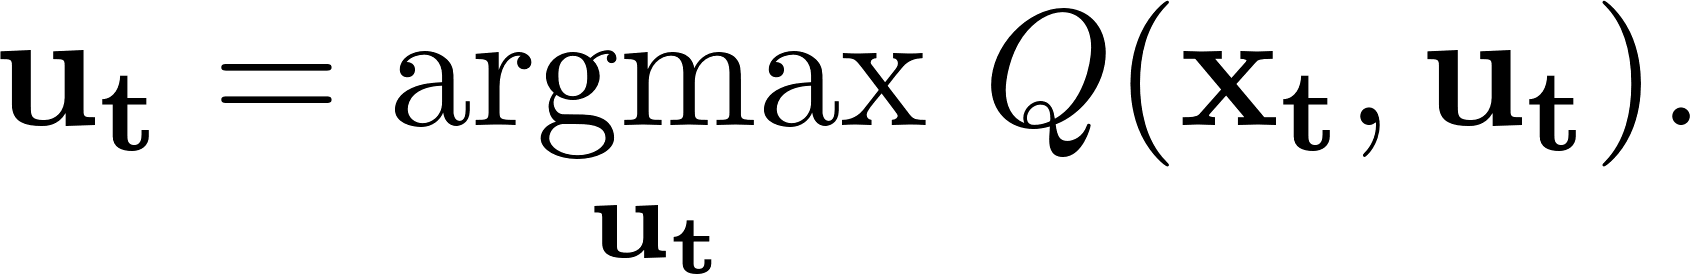 u_t = argmax Q(x_t, u_t).
u_t